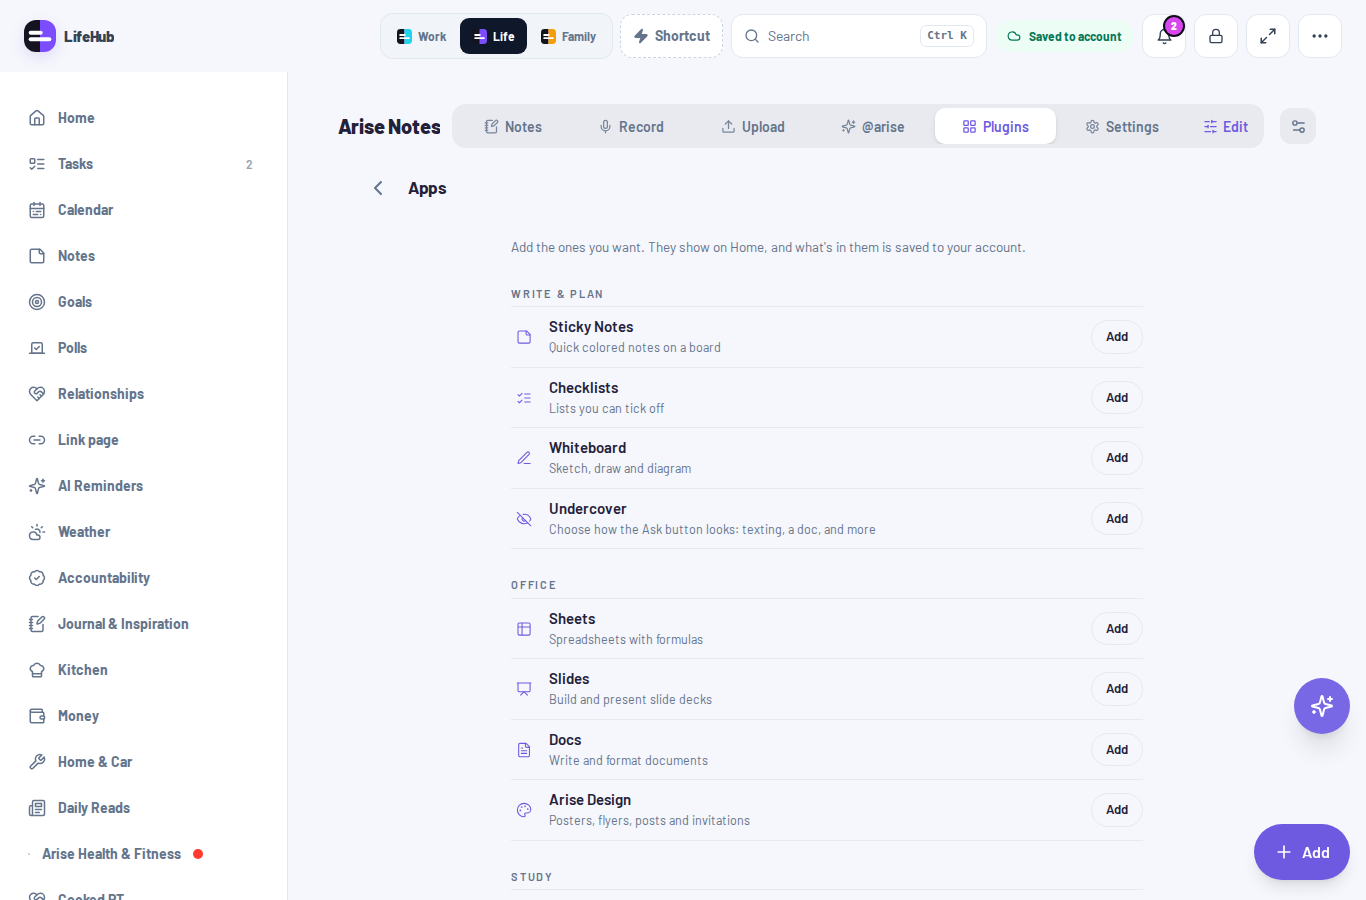 LifeHub
Work
Life
Family
Shortcut
Search
Ctrl K
Saved to account
2
Home
Tasks
2
Calendar
Notes
Goals
Polls
Relationships
Link page
AI Reminders
Weather
Accountability
Journal & Inspiration
Kitchen
Money
Home & Car
Daily Reads
Arise Health & Fitness
Arise Notes
Notes
Record
Upload
@arise
Plugins
Settings
Edit
Apps
Add the ones you want. They show on Home, and what's in them is saved to your account.
WRITE & PLAN
Sticky Notes
Quick colored notes on a board
Add
Checklists
Lists you can tick off
Add
Whiteboard
Sketch, draw and diagram
Add
Undercover
Choose how the Ask button looks: texting, a doc, and more
Add
OFFICE
Sheets
Spreadsheets with formulas
Add
Slides
Build and present slide decks
Add
Docs
Write and format documents
Add
Arise Design
Posters, flyers, posts and invitations
Add
STUDY
Add